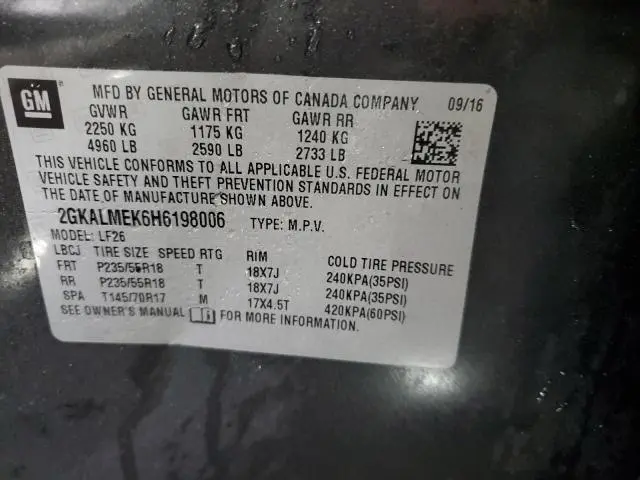 GM
MFD BY GENERAL MOTORS OF CANADA COMPANY 09/16
GVWR GAWR FRT GAWR RR
2250 KG 1175 KG 1240 KG
4960 LB 2590 LB 2733 LB
THIS VEHICLE CONFORMS TO ALL APPLICABLE U.S. FEDERAL MOTOR
VEHICLE SAFETY AND THEFT PREVENTION STANDARDS IN EFFECT ON
THE DATE OF MANUFACTURE SHOWN ABOVE.
2GKALMEK6H6198006 TYPE: M.P.V.
MODEL: LF26
LBCJ TIRE SIZE SPEED RTG RIM COLD TIRE PRESSURE
FRT P235/55R18 T 18X7J 240KPA(35PSI)
RR P235/55R18 T 18X7J 240KPA(35PSI)
SPA T145/70R17 M 17X4.5T 420KPA(60PSI)
SEE OWNER'S MANUAL FOR MORE INFORMATION.